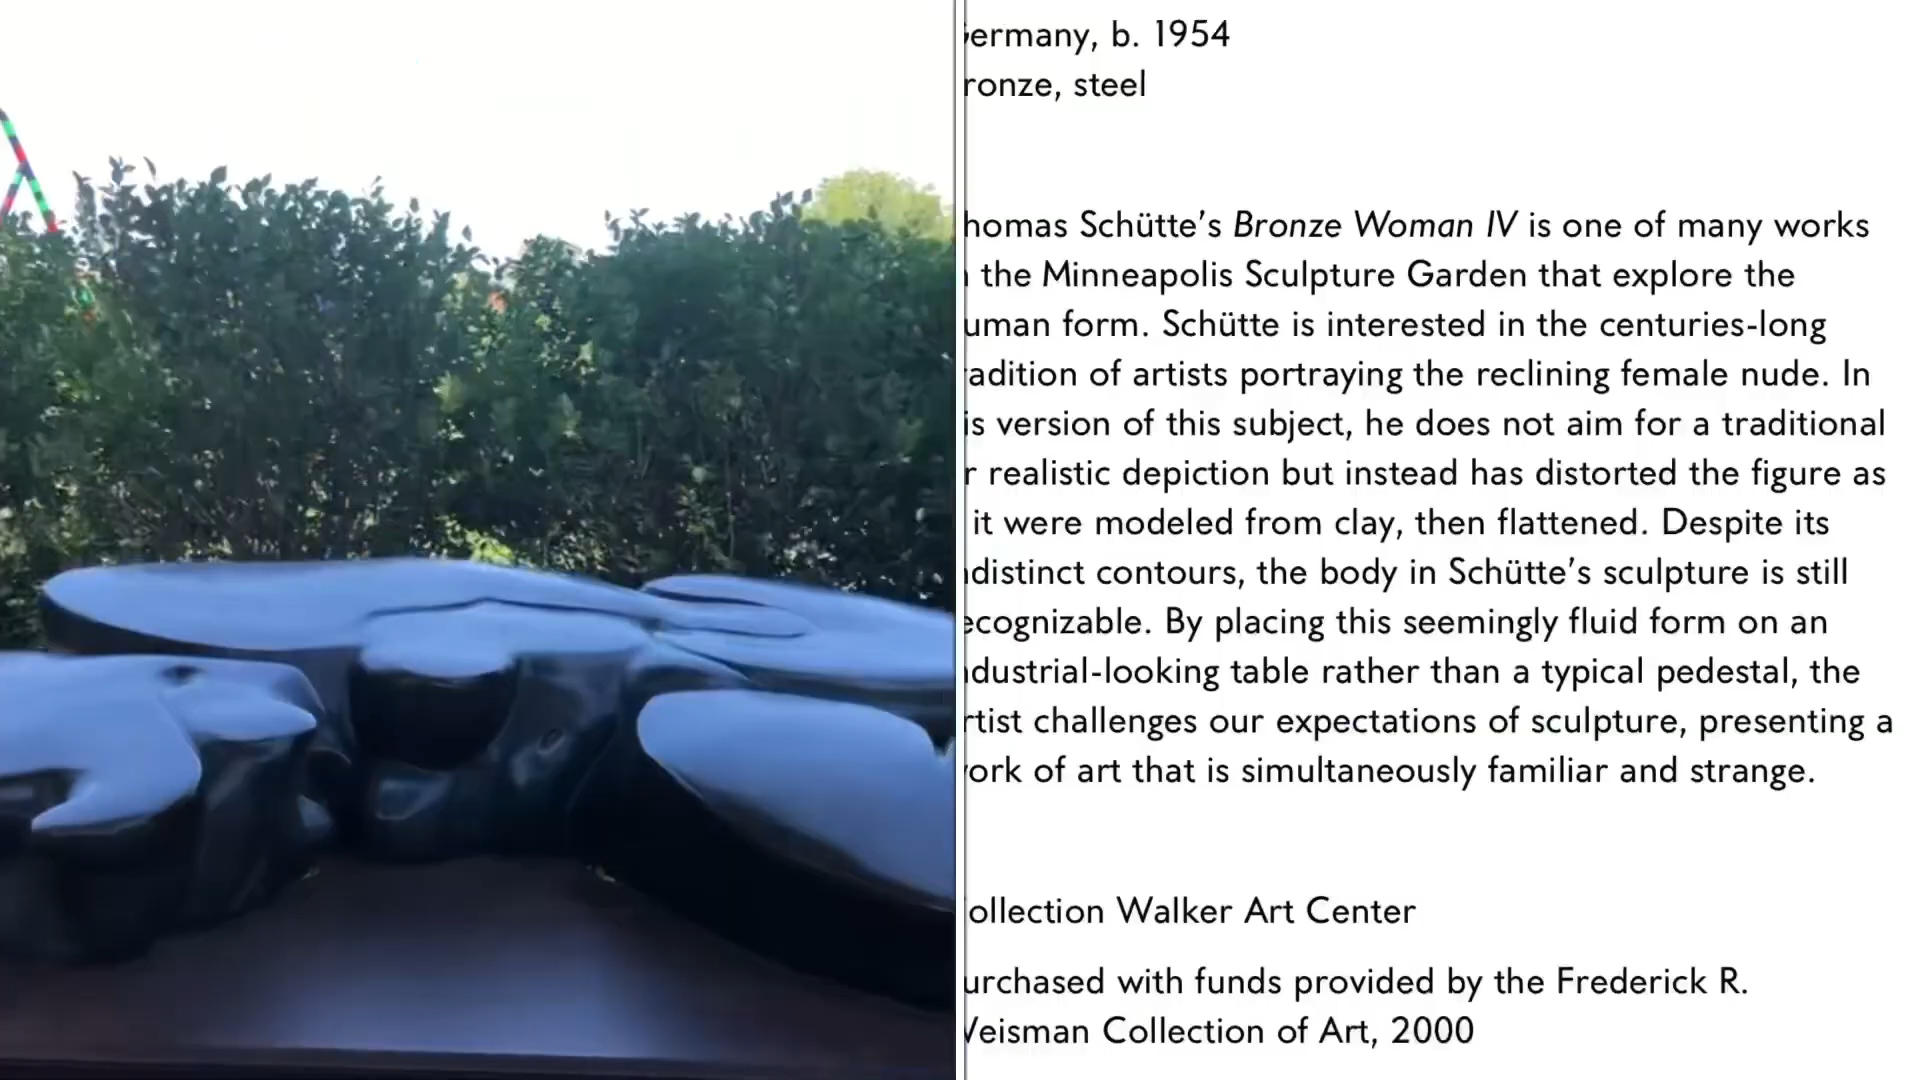 ermany, b. 1954
ronze, steel
homas Schütte’s Bronze Woman IV is one of many works
the Minneapolis Sculpture Garden that explore the
uman form. Schütte is interested in the centuries-long
adition of artists portraying the reclining female nude. In
is version of this subject, he does not aim for a traditional
r realistic depiction but instead has distorted the figure as
it were modeled from clay, then flattened. Despite its
distinct contours, the body in Schütte’s sculpture is still
ecognizable. By placing this seemingly fluid form on an
dustrial-looking table rather than a typical pedestal, the
rtist challenges our expectations of sculpture, presenting a
ork of art that is simultaneously familiar and strange.
ollection Walker Art Center
urchased with funds provided by the Frederick R.
eisman Collection of Art, 2000